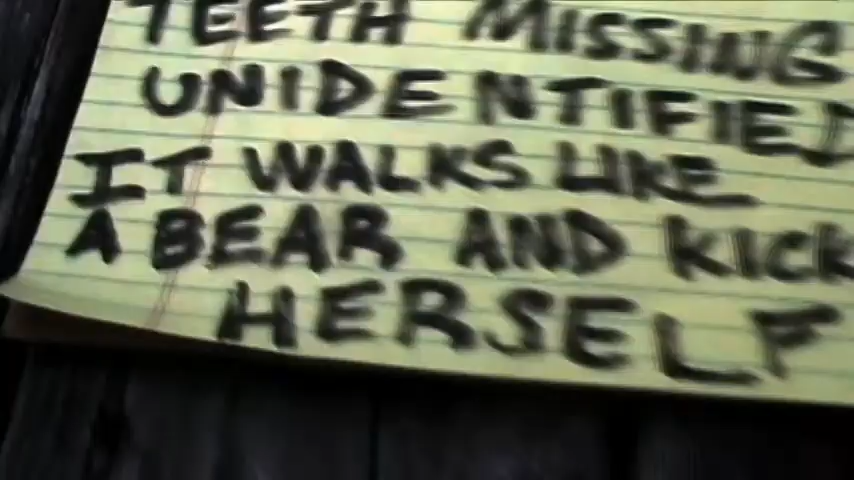 TEETH MISSING
UNIDENTIFIED
IT WALKS LIKE
A BEAR AND KICK
HERSELF